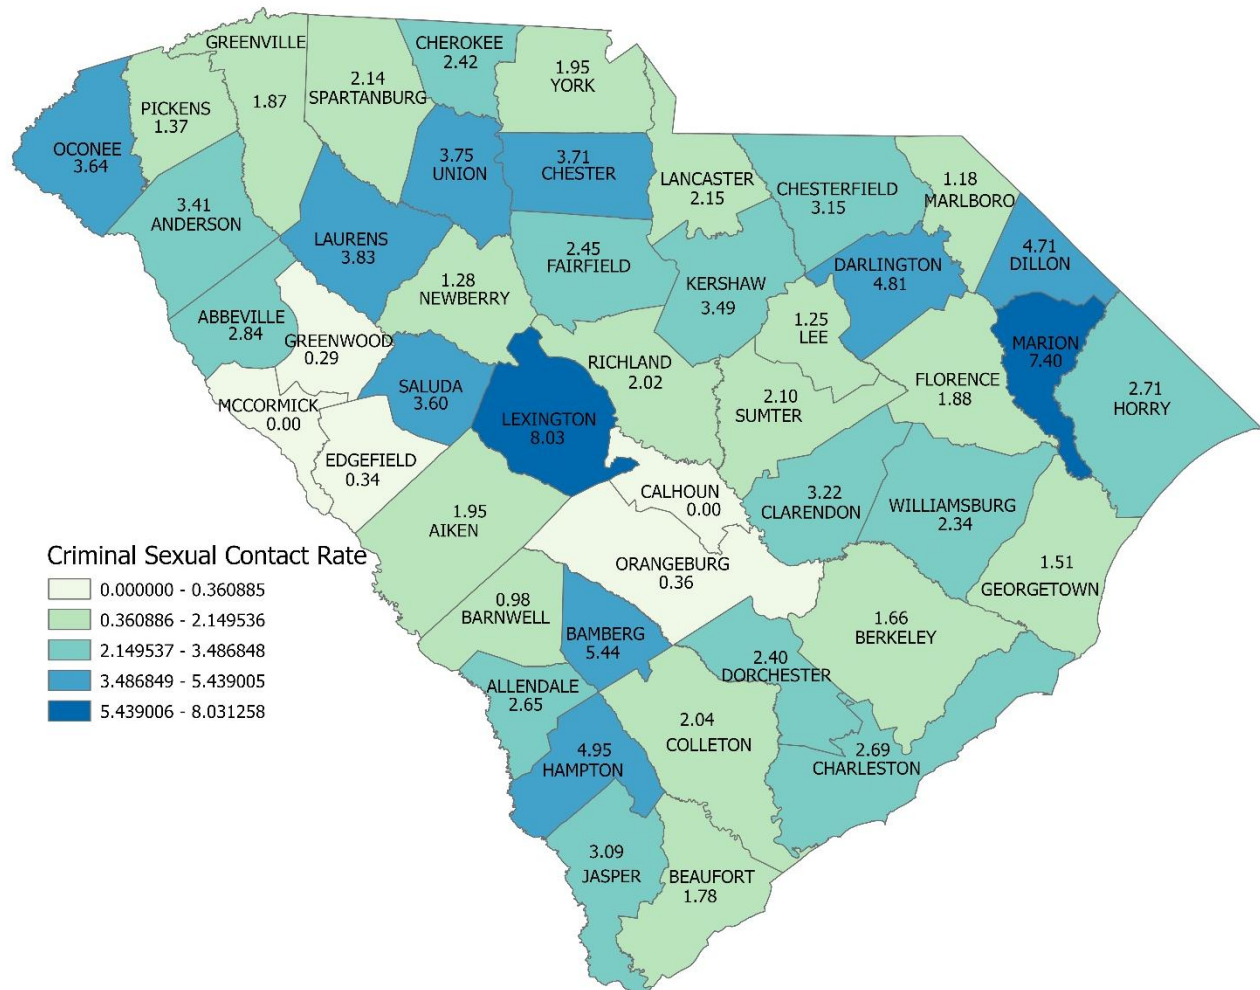 GREENVILLE
1.87
CHEROKEE
2.42
2.14
SPARTANBURG
1.95
YORK
PICKENS
1.37
OCONEE
3.64
3.75
UNION
3.71
CHESTER
LANCASTER
2.15
CHESTERFIELD
3.15
1.18
MARLBORO
3.41
ANDERSON
LAURENS
3.83
2.45
FAIRFIELD
KERSHAW
3.49
DARLINGTON
4.81
4.71
DILLON
1.28
NEWBERRY
ABBEVILLE
2.84
GREENWOOD
0.29
1.25
LEE
MARION
7.40
RICHLAND
2.02
SALUDA
3.60
FLORENCE
1.88
2.71
HORRY
MCCORMICK
0.00
LEXINGTON
8.03
2.10
SUMTER
EDGEFIELD
0.34
CALHOUN
0.00
3.22
CLARENDON
WILLIAMSBURG
2.34
1.95
AIKEN
ORANGEBURG
0.36
1.51
GEORGETOWN
0.98
BARNWELL
BAMBERG
5.44
1.66
BERKELEY
2.40
DORCHESTER
ALLENDALE
2.65
2.04
COLLETON
2.69
CHARLESTON
4.95
HAMPTON
3.09
JASPER
BEAUFORT
1.78
Criminal Sexual Contact Rate
0.000000 - 0.360885
0.360886 - 2.149536
2.149537 - 3.486848
3.486849 - 5.439005
5.439006 - 8.031258